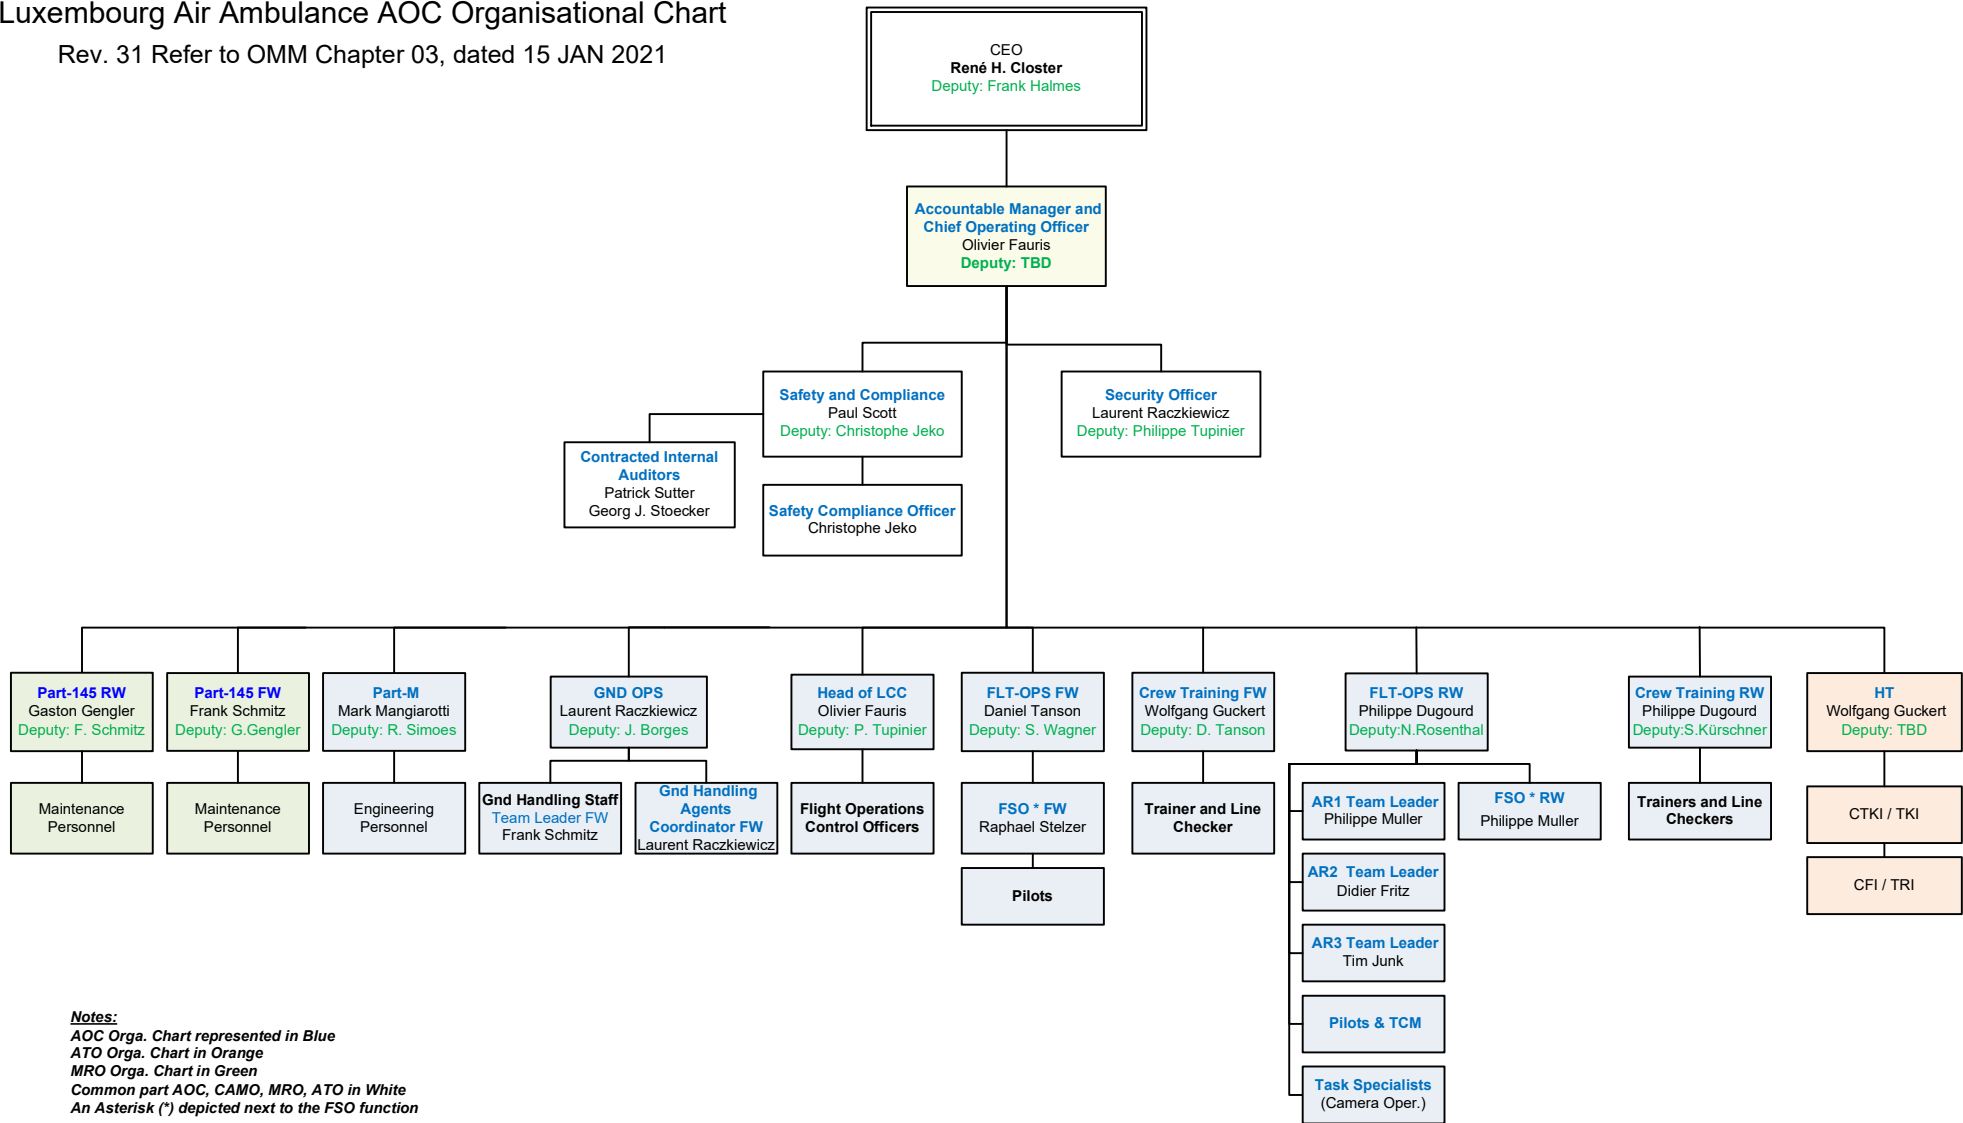 Luxembourg Air Ambulance AOC Organisational Chart
Rev. 31 Refer to OMM Chapter 03, dated 15 JAN 2021
CEO
René H. Closter
Deputy: Frank Halmes
Accountable Manager and
Chief Operating Officer
Olivier Fauris
Deputy: TBD
Safety and Compliance
Paul Scott
Deputy: Christophe Jeko
Security Officer
Laurent Raczkiewicz
Deputy: Philippe Tupinier
Contracted Internal
Auditors
Patrick Sutter
Georg J. Stoecker
Safety Compliance Officer
Christophe Jeko
Part-145 RW
Gaston Gengler
Deputy: F. Schmitz
Part-145 FW
Frank Schmitz
Deputy: G.Gengler
Part-M
Mark Mangiarotti
Deputy: R. Simoes
GND OPS
Laurent Raczkiewicz
Deputy: J. Borges
Head of LCC
Olivier Fauris
Deputy: P. Tupinier
FLT-OPS FW
Daniel Tanson
Deputy: S. Wagner
Crew Training FW
Wolfgang Guckert
Deputy: D. Tanson
FLT-OPS RW
Philippe Dugourd
Deputy:N.Rosenthal
Crew Training RW
Philippe Dugourd
Deputy:S.Kürschner
HT
Wolfgang Guckert
Deputy: TBD
Maintenance
Personnel
Maintenance
Personnel
Engineering
Personnel
Gnd Handling Staff
Team Leader FW
Frank Schmitz
Gnd Handling
Agents
Coordinator FW
Laurent Raczkiewicz
Flight Operations
Control Officers
FSO * FW
Raphael Stelzer
Pilots
Trainer and Line
Checker
AR1 Team Leader
Philippe Muller
FSO * RW
Philippe Muller
AR2  Team Leader
Didier Fritz
AR3 Team Leader
Tim Junk
Pilots & TCM
Task Specialists
(Camera Oper.)
Trainers and Line
Checkers
CTKI / TKI
CFI / TRI
Notes:
AOC Orga. Chart represented in Blue
ATO Orga. Chart in Orange
MRO Orga. Chart in Green
Common part AOC, CAMO, MRO, ATO in White
An Asterisk (*) depicted next to the FSO function